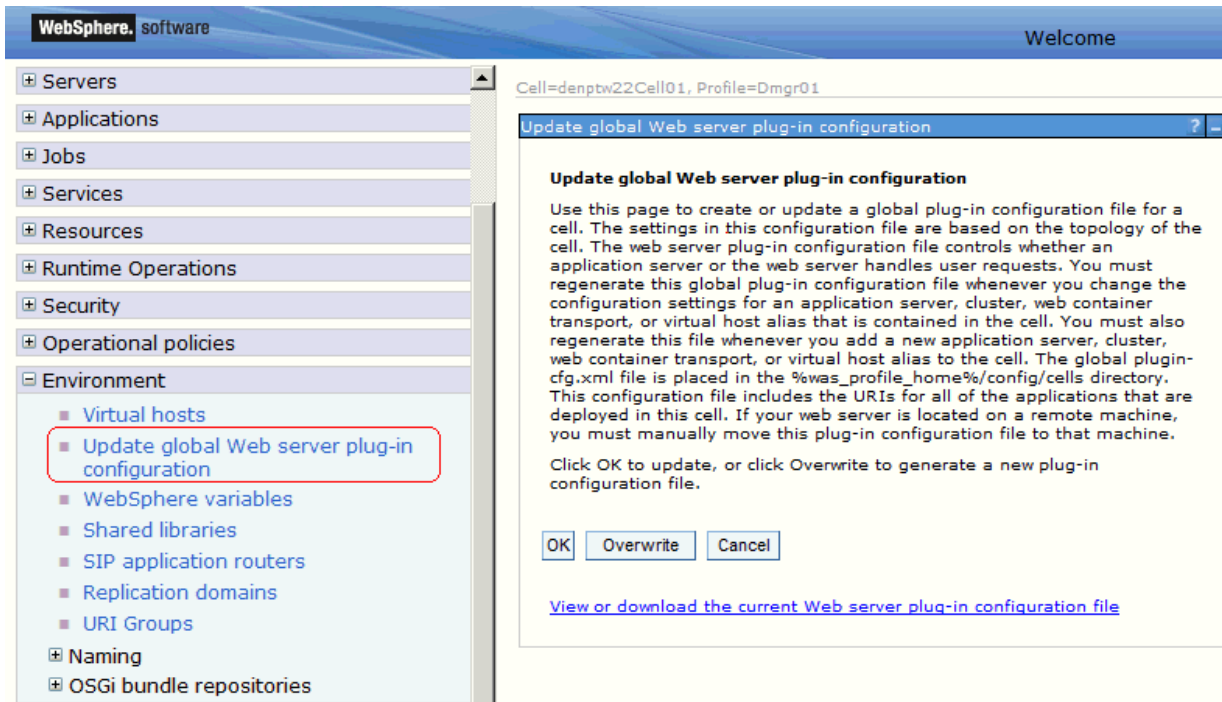 WebSphere. software
Welcome
Servers
Applications
Jobs
Services
Resources
Runtime Operations
Security
Operational policies
Environment
Virtual hosts
Update global Web server plug-in
configuration
WebSphere variables
Shared libraries
SIP application routers
Replication domains
URI Groups
Naming
OSGi bundle repositories
Cell=denptw22Cell01, Profile=Dmgr01
Update global Web server plug-in configuration ? –
Update global Web server plug-in configuration
Use this page to create or update a global plug-in configuration file for a
cell. The settings in this configuration file are based on the topology of the
cell. The web server plug-in configuration file controls whether an
application server or the web server handles user requests. You must
regenerate this global plug-in configuration file whenever you change the
configuration settings for an application server, cluster, web container
transport, or virtual host alias that is contained in the cell. You must also
regenerate this file whenever you add a new application server, cluster,
web container transport, or virtual host alias to the cell. The global plugin-
cfg.xml file is placed in the %was_profile_home%/config/cells directory.
This configuration file includes the URIs for all of the applications that are
deployed in this cell. If your web server is located on a remote machine,
you must manually move this plug-in configuration file to that machine.
Click OK to update, or click Overwrite to generate a new plug-in
configuration file.
OK Overwrite Cancel
View or download the current Web server plug-in configuration file